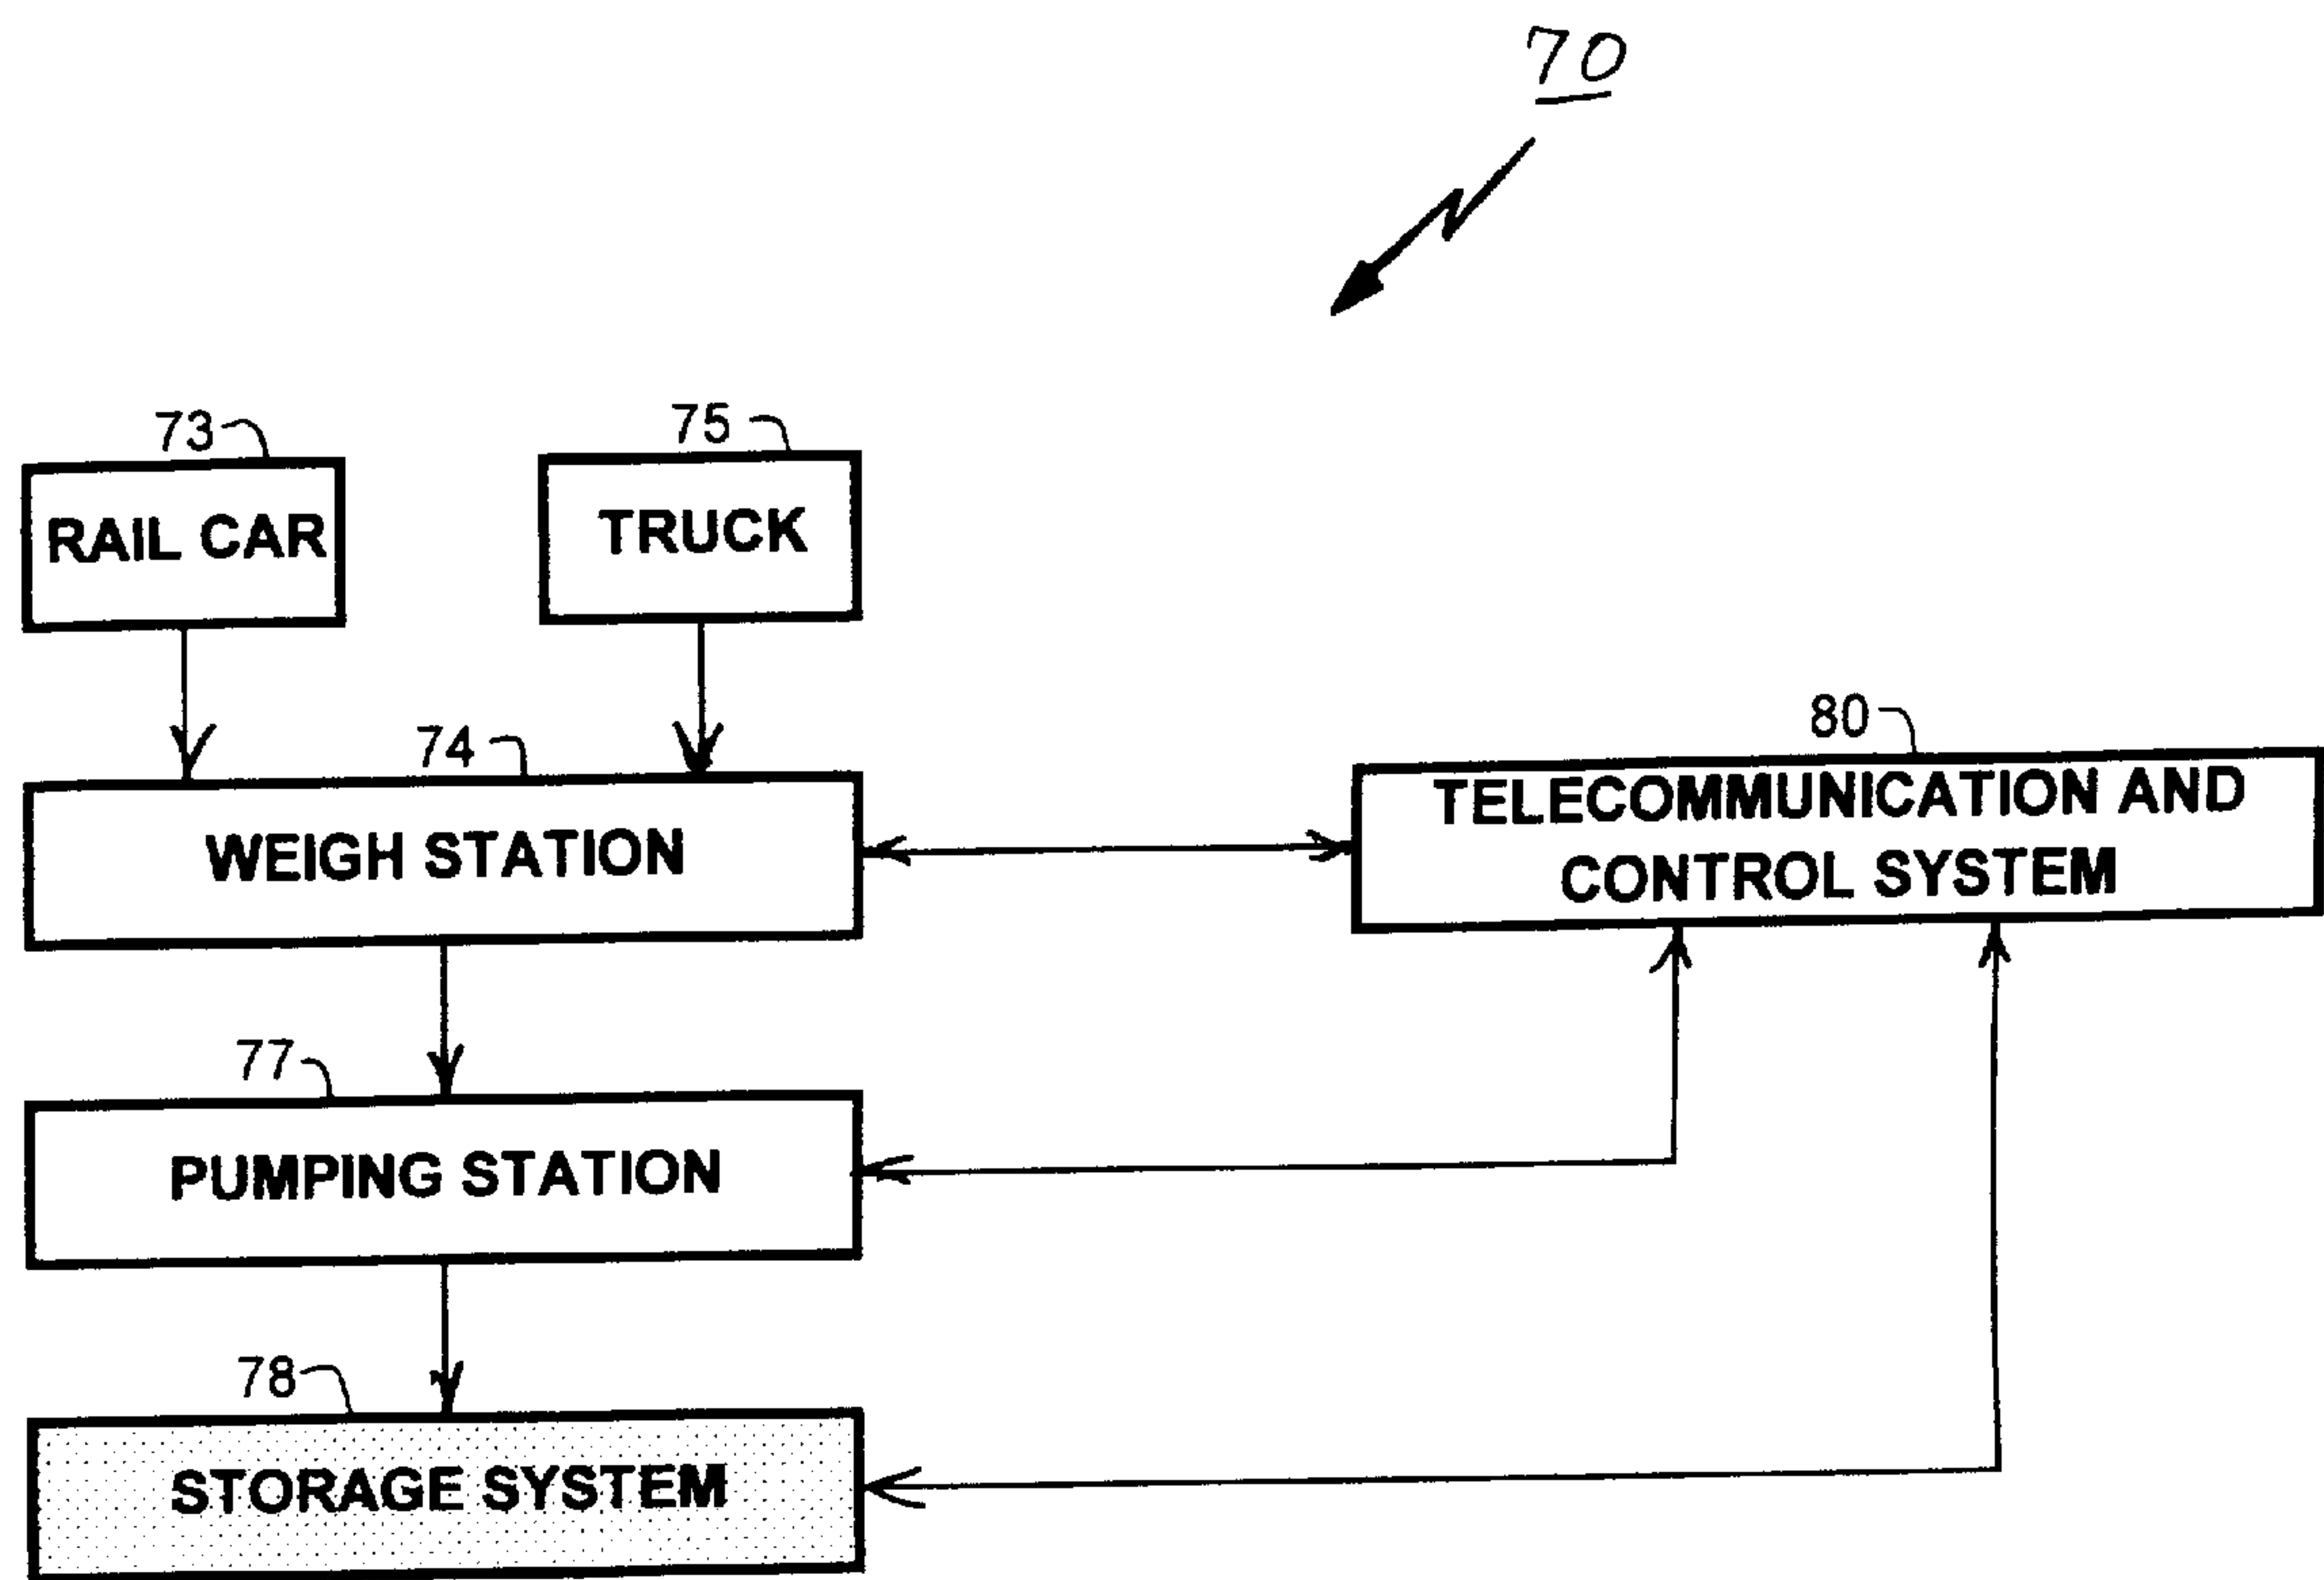 70
73
75
RAIL CAR
TRUCK
74
80
WEIGH STATION
TELECOMMUNICATION AND
CONTROL SYSTEM
77
PUMPING STATION
78
STORAGE SYSTEM